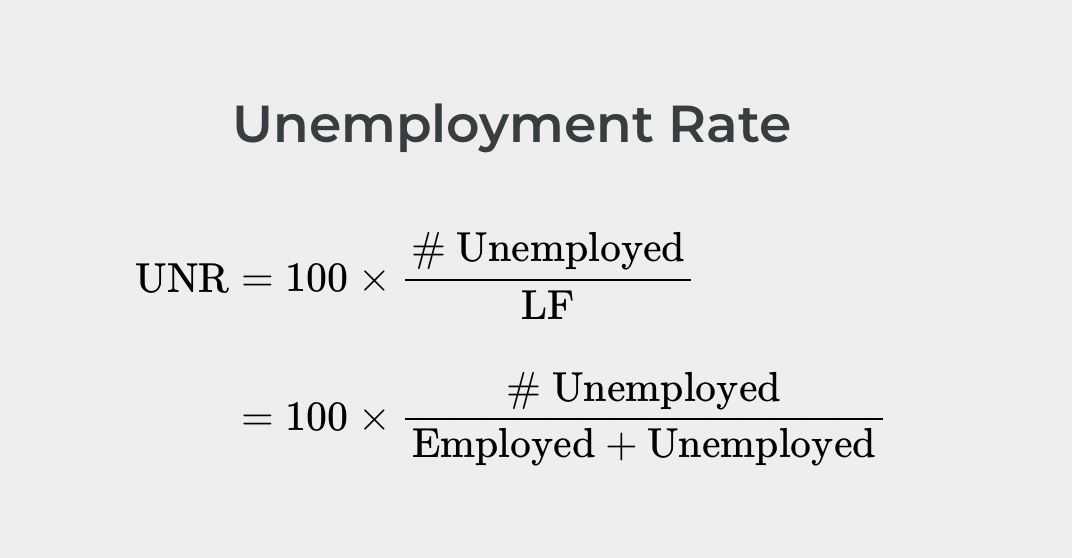 Unemployment Rate
UNR = 100 × # Unemployed / LF
= 100 × # Unemployed / Employed + Unemployed